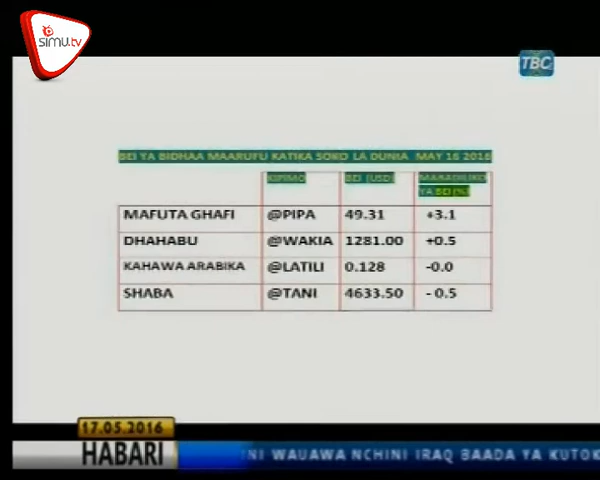 SIMU.tv
TBC
BEI YA BIDHAA MAARUFU KATIKA SOKO LA DUNIA MAY 16 2016
KIPIMO BEI (USD) MABADILIKO
YA BEI (%)
MAFUTA GHAFI @PIPA 49.31 +3.1
DHAHABU @WAKIA 1281.00 +0.5
KAHAWA ARABIKA @LATILI 0.128 -0.0
SHABA @TANI 4633.50 - 0.5
17.05.2016
HABARI INI WAUAWA NCHINI IRAQ BAADA YA KUTOK